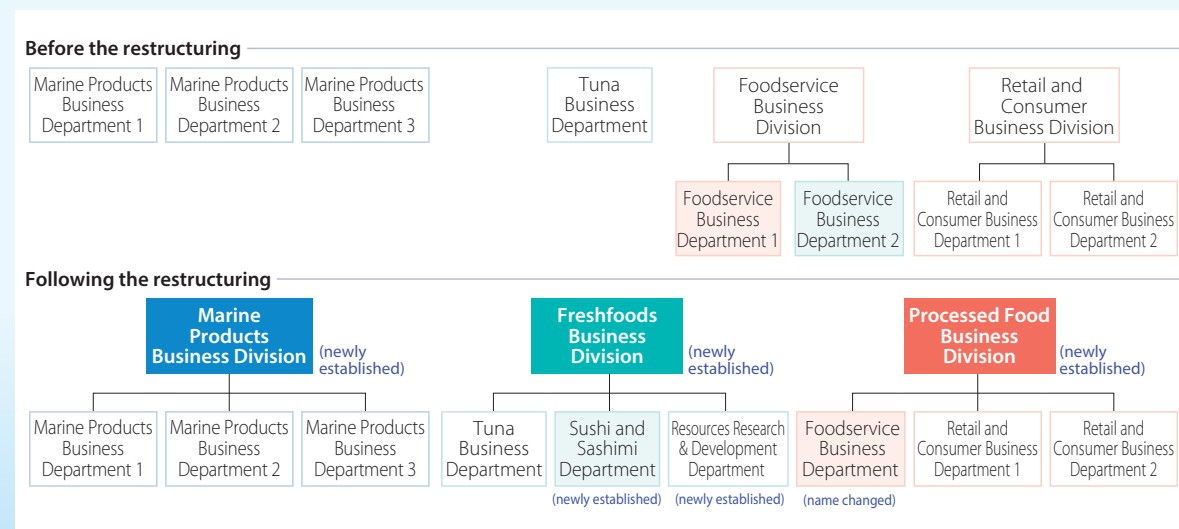 Before the restructuring
Marine Products
Business
Department 1
Marine Products
Business
Department 2
Marine Products
Business
Department 3
Tuna
Business
Department
Foodservice
Business
Division
Retail and
Consumer
Business Division
Foodservice
Business
Department 1
Foodservice
Business
Department 2
Retail and
Consumer Business
Department 1
Retail and
Consumer Business
Department 2
Following the restructuring
Marine
Products
Business Division
(newly
established)
Freshfoods
Business
Division
(newly
established)
Processed Food
Business
Division
(newly
established)
Marine Products
Business
Department 1
Marine Products
Business
Department 2
Marine Products
Business
Department 3
Tuna
Business
Department
Sushi and
Sashimi
Department
(newly established)
Resources Research
& Development
Department
(newly established)
Foodservice
Business
Department
(name changed)
Retail and
Consumer Business
Department 1
Retail and
Consumer Business
Department 2